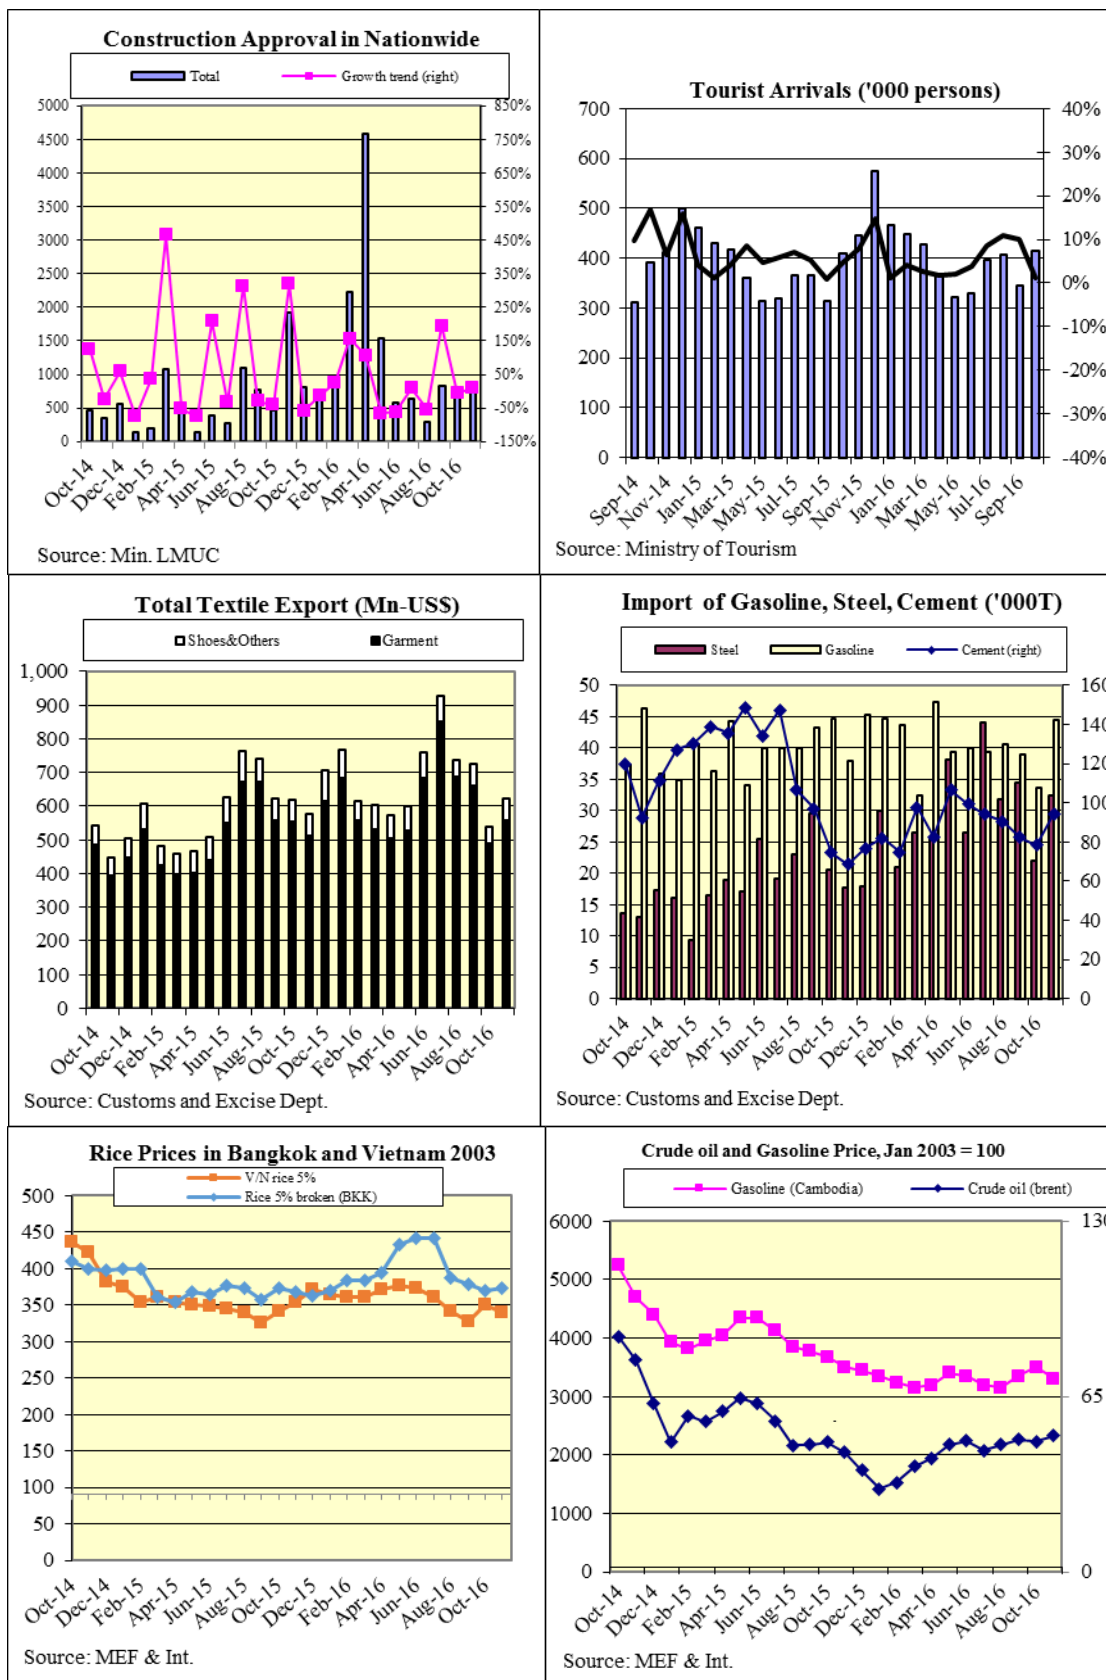 Construction Approval in Nationwide
Total
Growth trend (right)
5000
4500
4000
3500
3000
2500
2000
1500
1000
500
0
850%
750%
650%
550%
450%
350%
250%
150%
50%
-50%
-150%
Oct-14
Dec-14
Feb-15
Apr-15
Jun-15
Aug-15
Oct-15
Dec-15
Feb-16
Apr-16
Jun-16
Aug-16
Oct-16
Source: Min. LMUC
Tourist Arrivals ('000 persons)
700
600
500
400
300
200
100
0
40%
30%
20%
10%
0%
-10%
-20%
-30%
-40%
Sep-14
Nov-14
Jan-15
Mar-15
May-15
Jul-15
Sep-15
Nov-15
Jan-16
Mar-16
May-16
Jul-16
Sep-16
Source: Ministry of Tourism
Total Textile Export (Mn-US$)
Shoes&Others
Garment
1,000
900
800
700
600
500
400
300
200
100
0
Oct-14
Dec-14
Feb-15
Apr-15
Jun-15
Aug-15
Oct-15
Dec-15
Feb-16
Apr-16
Jun-16
Aug-16
Oct-16
Source: Customs and Excise Dept.
Import of Gasoline, Steel, Cement ('000T)
Steel
Gasoline
Cement (right)
50
45
40
35
30
25
20
15
10
5
0
160
140
120
100
80
60
40
20
0
Oct-14
Dec-14
Feb-15
Apr-15
Jun-15
Aug-15
Oct-15
Dec-15
Feb-16
Apr-16
Jun-16
Aug-16
Oct-16
Source: Customs and Excise Dept.
Rice Prices in Bangkok and Vietnam 2003
V/N rice 5%
Rice 5% broken (BKK)
500
450
400
350
300
250
200
150
100
50
0
Oct-14
Dec-14
Feb-15
Apr-15
Jun-15
Aug-15
Oct-15
Dec-15
Feb-16
Apr-16
Jun-16
Aug-16
Oct-16
Source: MEF & Int.
Crude oil and Gasoline Price, Jan 2003 = 100
Gasoline (Cambodia)
Crude oil (brent)
6000
5000
4000
3000
2000
1000
0
130
65
0
Oct-14
Dec-14
Feb-15
Apr-15
Jun-15
Aug-15
Oct-15
Dec-15
Feb-16
Apr-16
Jun-16
Aug-16
Oct-16
Source: MEF & Int.